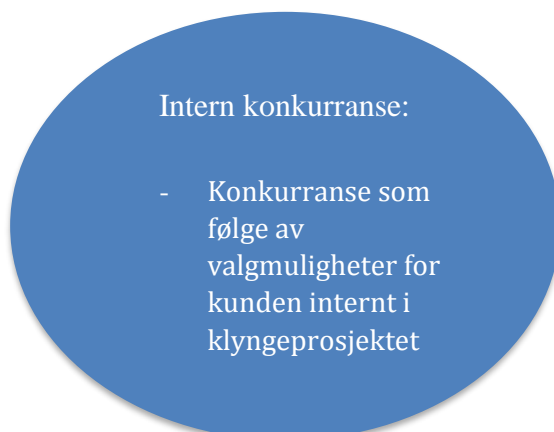 Intern konkurranse:
- Konkurranse som
følge av
valgmuligheter for
kunden internt i
klyngeprosjektet